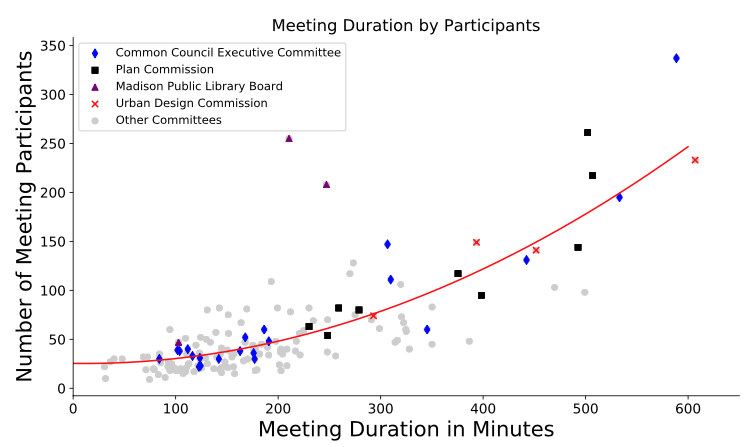 Meeting Duration by Participants
Common Council Executive Committee
Plan Commission
Madison Public Library Board
Urban Design Commission
Other Committees
Number of Meeting Participants
350
300
250
200
150
100
50
0
0 100 200 300 400 500 600
Meeting Duration in Minutes